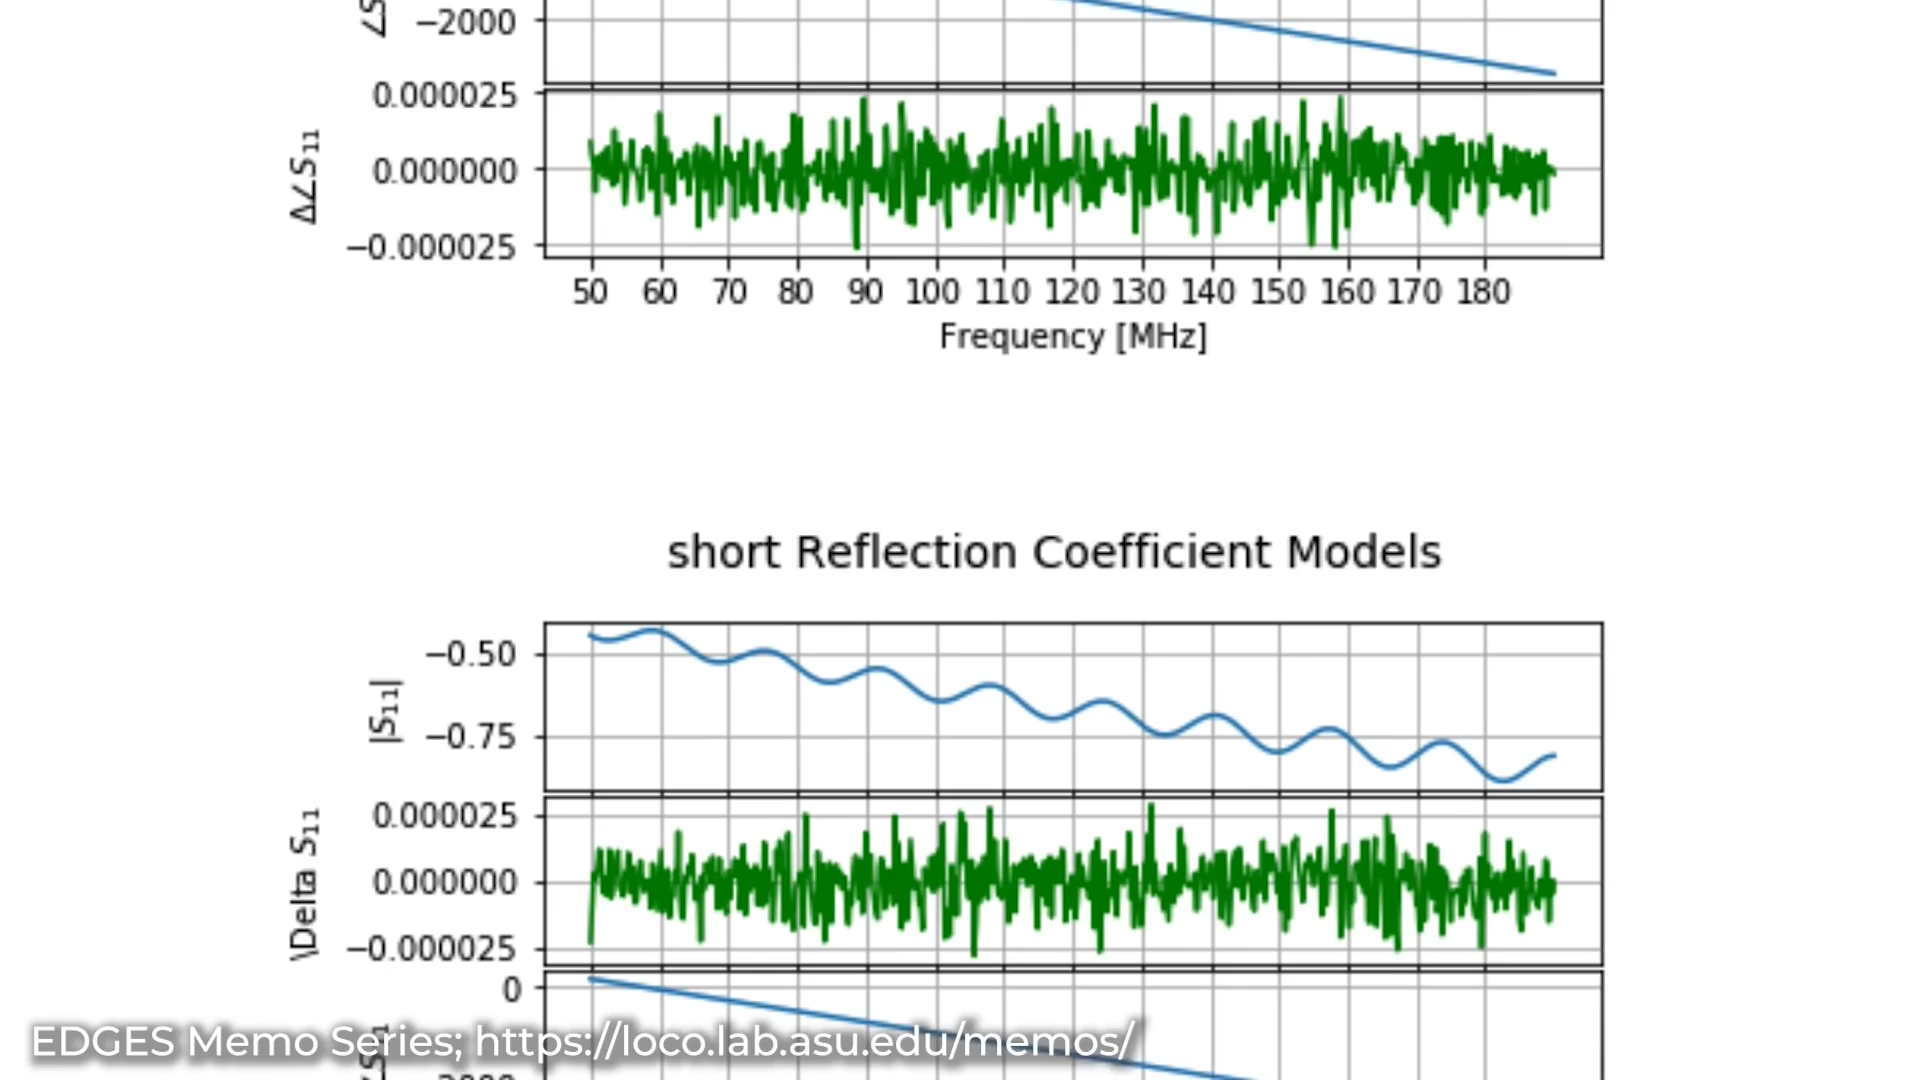 ∠S
−2000
0.000025
0.000000
−0.000025
Δ∠S11
50 60 70 80 90 100 110 120 130 140 150 160 170 180
Frequency [MHz]
short Reflection Coefficient Models
−0.50
−0.75
|S11|
0.000025
0.000000
−0.000025
\Delta S11
0
EDGES Memo Series; https://loco.lab.asu.edu/memos/